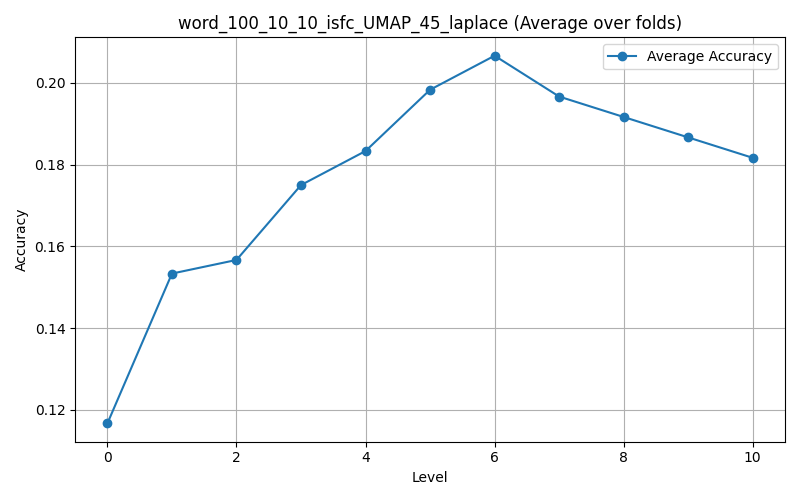 word_100_10_10_isfc_UMAP_45_laplace (Average over folds)
Average Accuracy
0.20
0.18
0.16
0.14
0.12
Accuracy
0 2 4 6 8 10
Level